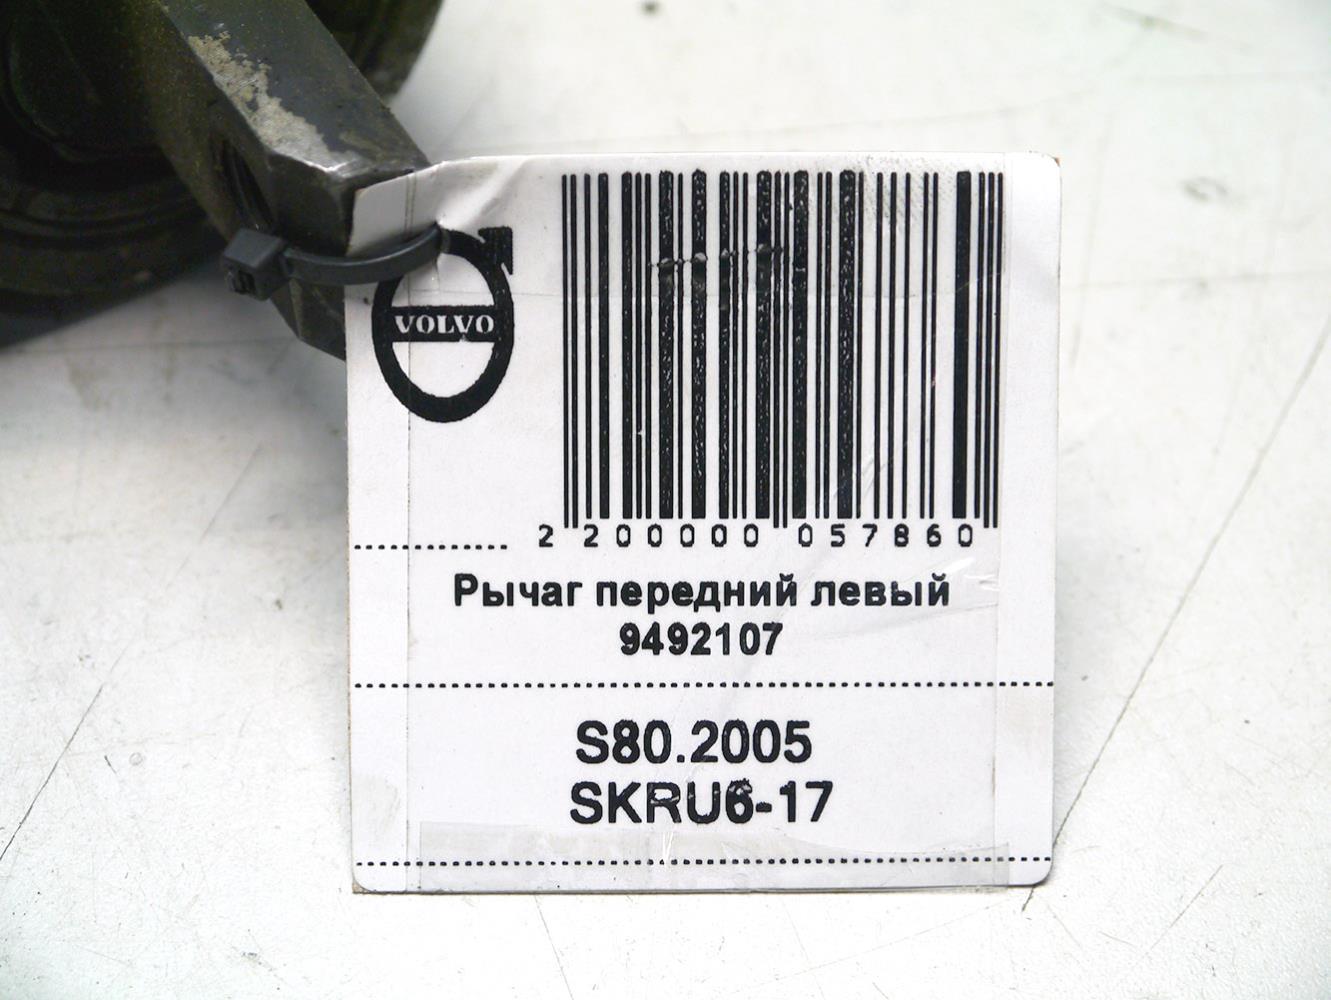 VOLVO
2 200000 057860
Рычаг передний левый
9492107
S80.2005
SKRU6-17